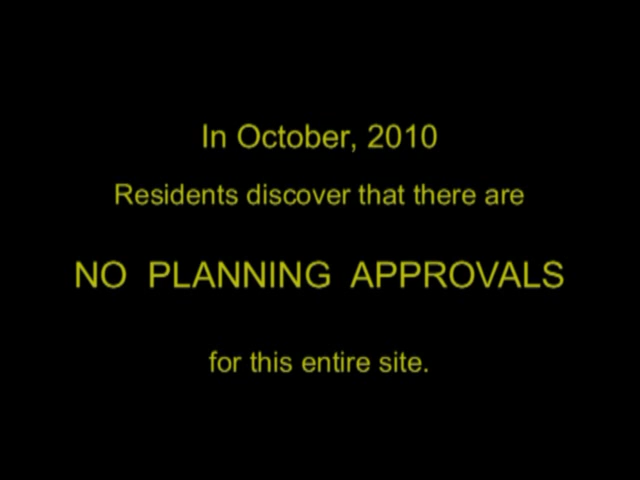 In October, 2010
Residents discover that there are
NO PLANNING APPROVALS
for this entire site.